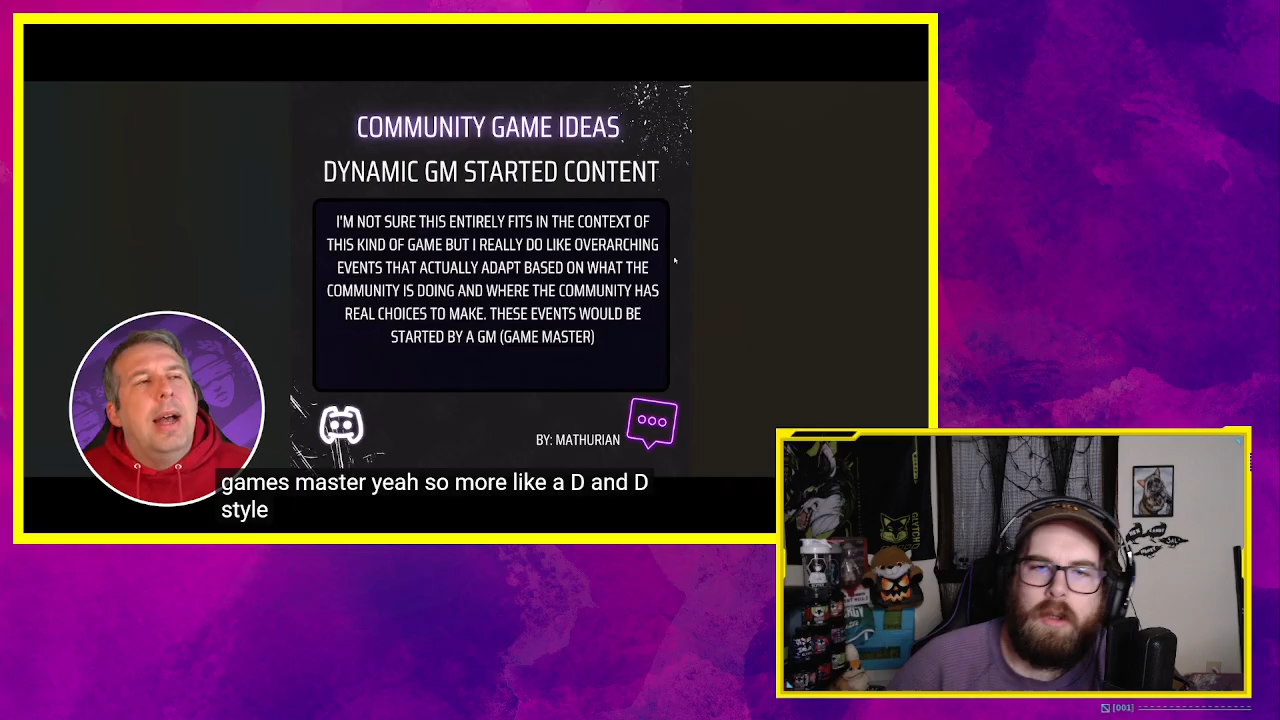 COMMUNITY GAME IDEAS
DYNAMIC GM STARTED CONTENT
I'M NOT SURE THIS ENTIRELY FITS IN THE CONTEXT OF
THIS KIND OF GAME BUT I REALLY DO LIKE OVERARCHING
EVENTS THAT ACTUALLY ADAPT BASED ON WHAT THE
COMMUNITY IS DOING AND WHERE THE COMMUNITY HAS
REAL CHOICES TO MAKE. THESE EVENTS WOULD BE
STARTED BY A GM (GAME MASTER)
BY: MATHURIAN
games master yeah so more like a D and D
style
[001]